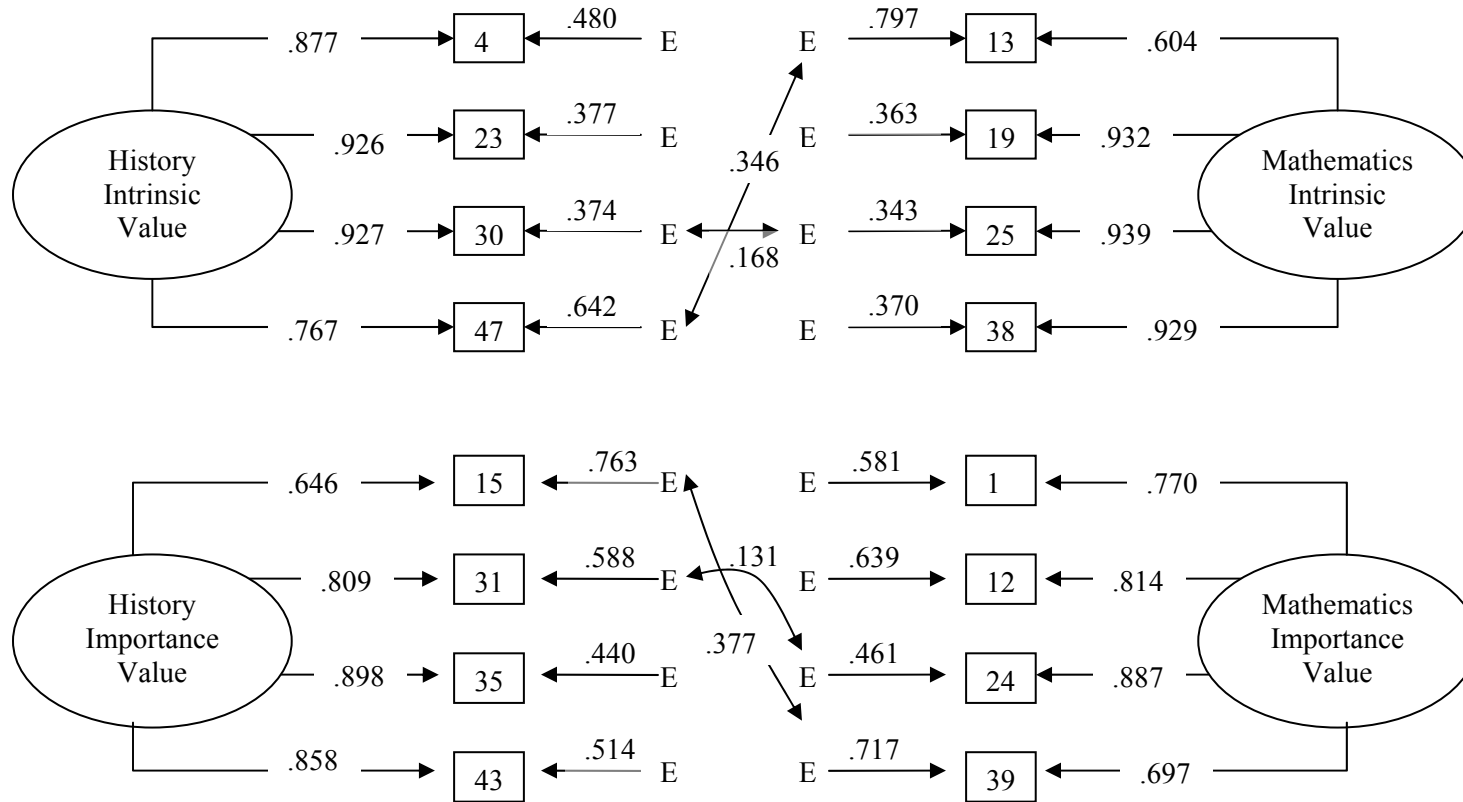 .877 4 .480 E E .797 13 .604
.926 23 .377 E E .363 19 .932
History
Intrinsic
Value
.346
Mathematics
Intrinsic
Value
.927 30 .374 E E .343 25 .939
.168
.767 47 .642 E E .370 38 .929
.646 15 .763 E E .581 1 .770
.809 31 .588 E .131 E .639 12 .814
History
Importance
Value
.377
Mathematics
Importance
Value
.898 35 .440 E E .461 24 .887
.858 43 .514 E E .717 39 .697